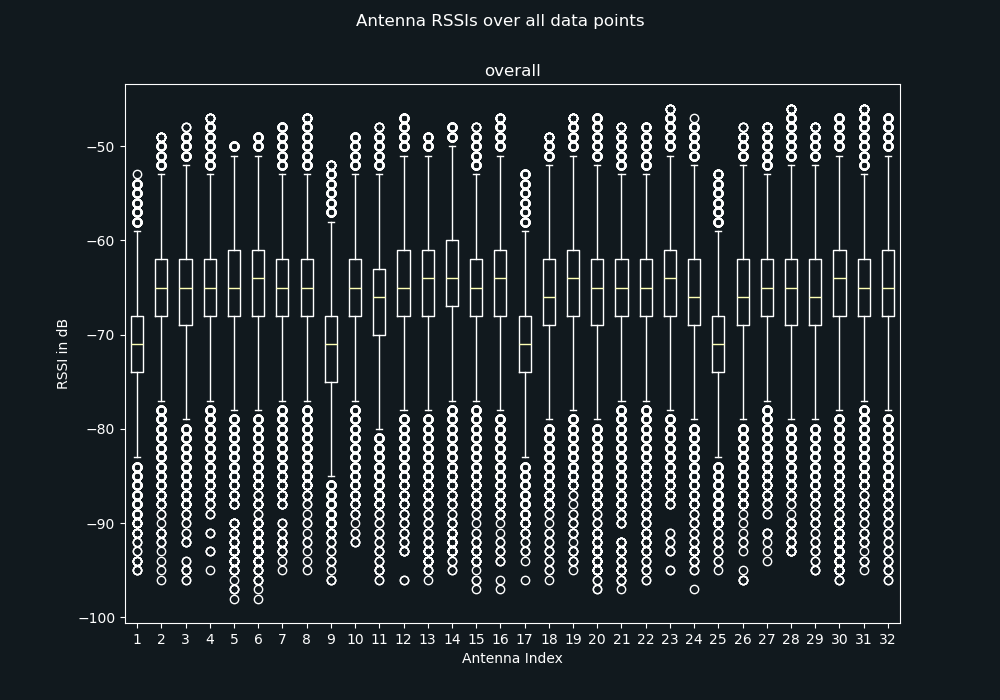 Antenna RSSIs over all data points
overall
−50
−60
−70
−80
−90
−100
RSSI in dB
1 2 3 4 5 6 7 8 9 10 11 12 13 14 15 16 17 18 19 20 21 22 23 24 25 26 27 28 29 30 31 32
Antenna Index